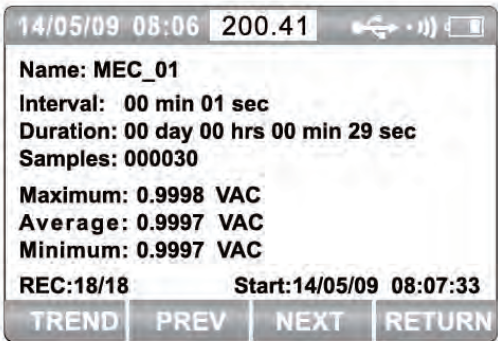 14/05/09 08:06 200.41
Name: MEC_01
Interval: 00 min 01 sec
Duration: 00 day 00 hrs 00 min 29 sec
Samples: 000030
Maximum: 0.9998 VAC
Average: 0.9997 VAC
Minimum: 0.9997 VAC
REC:18/18 Start:14/05/09 08:07:33
TREND PREV NEXT RETURN